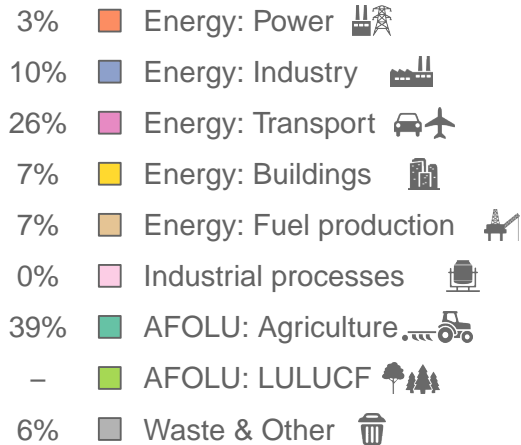 3% Energy: Power
10% Energy: Industry
26% Energy: Transport
7% Energy: Buildings
7% Energy: Fuel production
0% Industrial processes
39% AFOLU: Agriculture
– AFOLU: LULUCF
6% Waste & Other